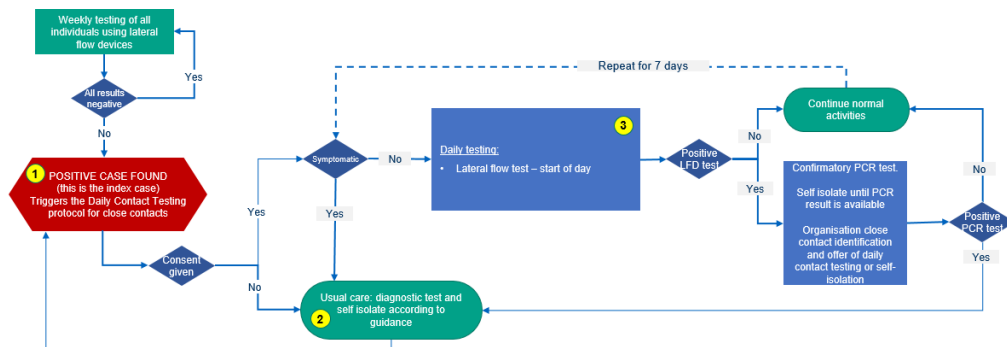 Weekly testing of all
individuals using lateral
flow devices
Yes
All results
negative
No
1
POSITIVE CASE FOUND
(this is the index case)
Triggers the Daily Contact Testing
protocol for close contacts
Consent
given
Yes
No
Symptomatic
No
Yes
Repeat for 7 days
3
Daily testing:
• Lateral flow test – start of day
Positive
LFD test
No
Yes
Continue normal
activities
Confirmatory PCR test.
Self isolate until PCR
result is available
Organisation close
contact identification
and offer of daily
contact testing or self-
isolation
Positive
PCR test
No
Yes
Usual care: diagnostic test and
self isolate according to
guidance
2